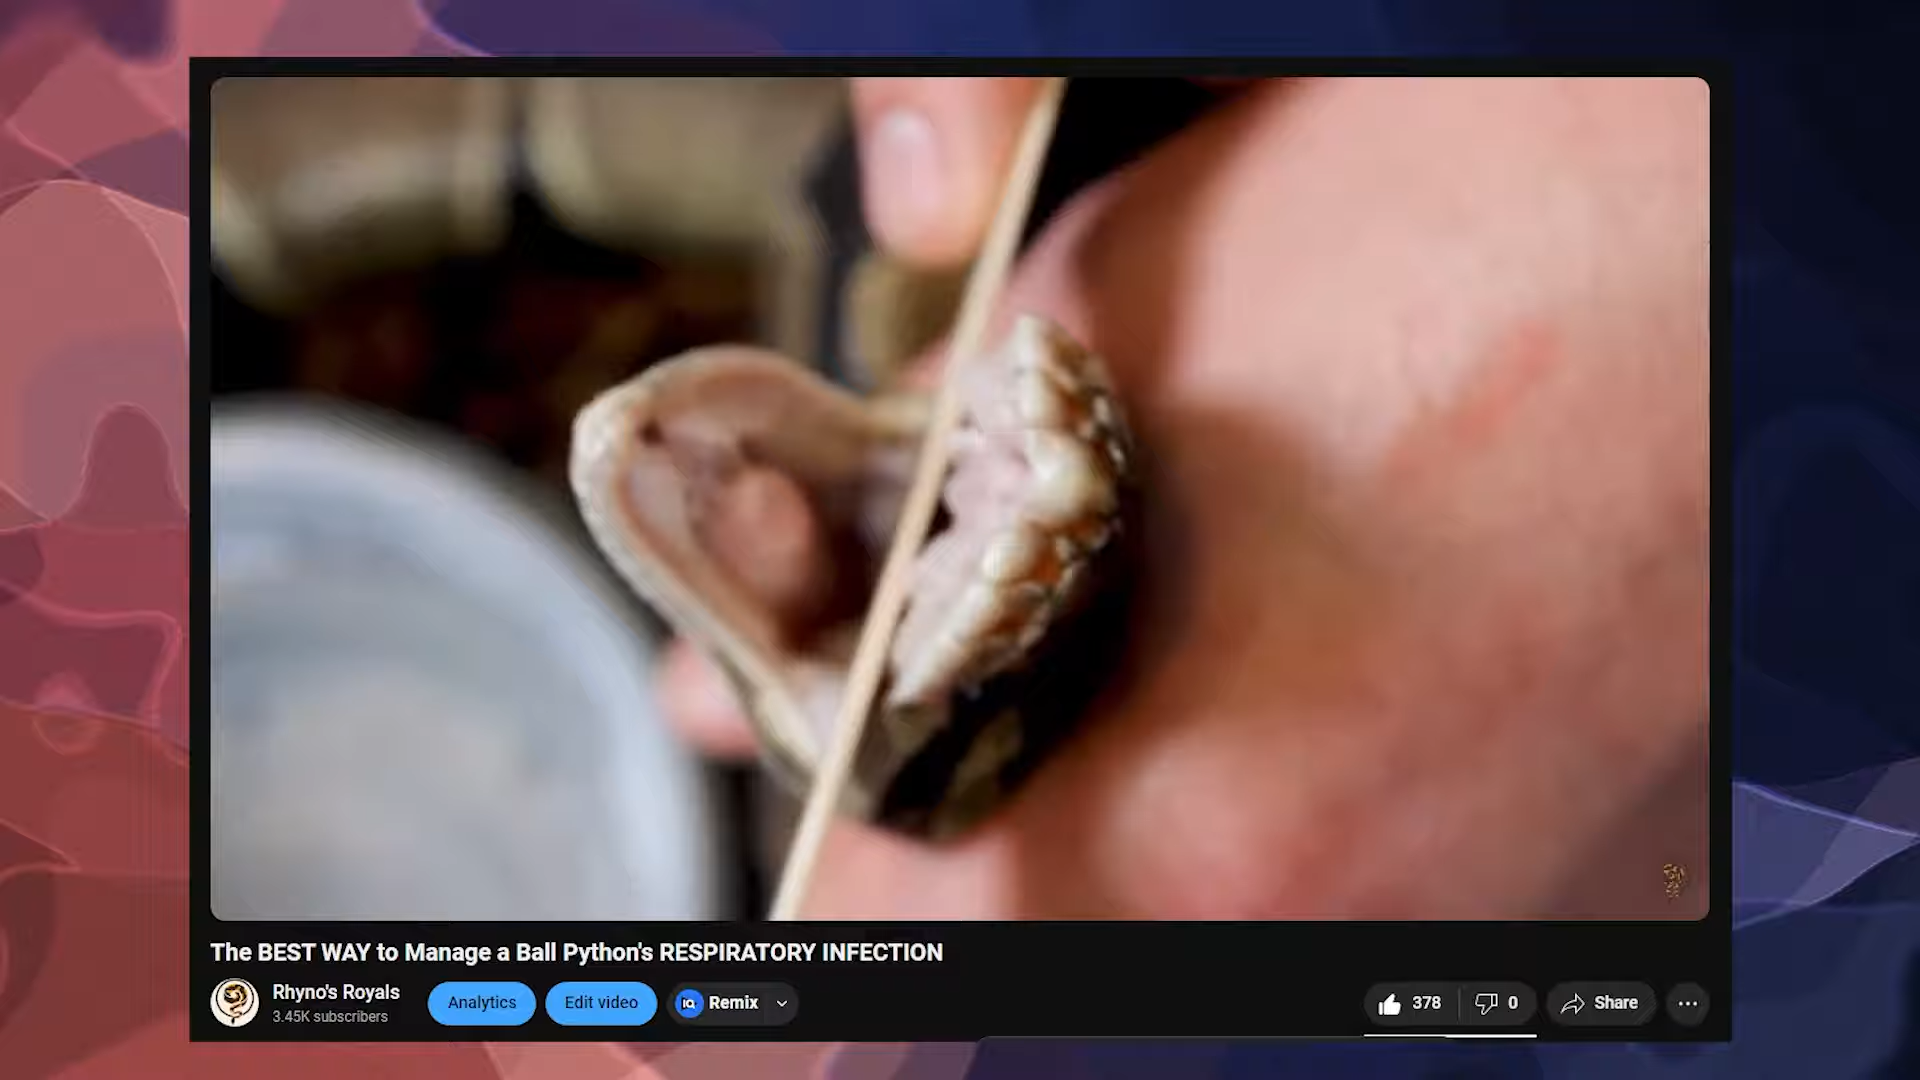 The BEST WAY to Manage a Ball Python's RESPIRATORY INFECTION
Rhyno's Royals
3.45K subscribers
Analytics
Edit video
IQ
Remix
378
0
Share